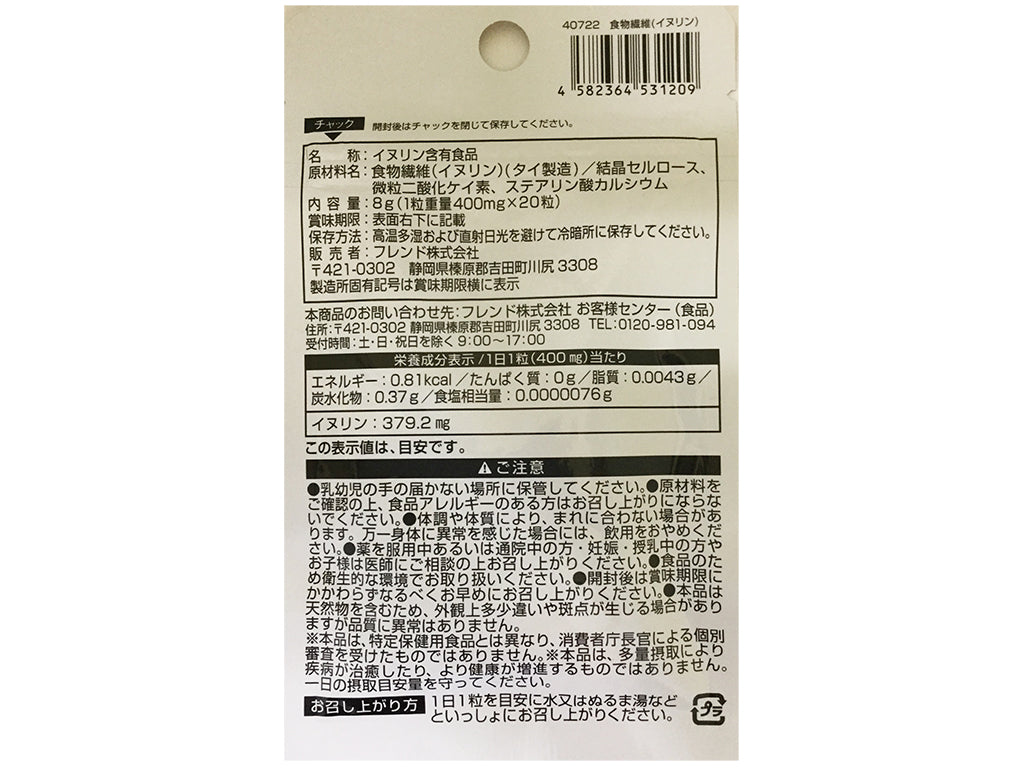 40722 食物繊維(イヌリン)
4 582364 531209
チャック 開封後はチャックを閉じて保存してください。
名 称：イヌリン含有食品
原材料名：食物繊維(イヌリン)(タイ製造)／結晶セルロース、
微粒二酸化ケイ素、ステアリン酸カルシウム
内 容 量：8g(1粒重量400mg×20粒)
賞味期限：表面右下に記載
保存方法：高温多湿および直射日光を避けて冷暗所に保存してください。
販 売 者：フレンド株式会社
〒421-0302 静岡県榛原郡吉田町川尻3308
製造所固有記号は賞味期限横に表示
本商品のお問い合わせ先：フレンド株式会社 お客様センター(食品)
住所：〒421-0302 静岡県榛原郡吉田町川尻3308 TEL：0120-981-094
受付時間：土・日・祝日を除く 9：00～17：00
栄養成分表示／1日1粒(400㎎)当たり
エネルギー：0.81kcal／たんぱく質：0g／脂質：0.0043g／
炭水化物：0.37g／食塩相当量：0.0000076g
イヌリン：379.2㎎
この表示値は、目安です。
⚠ご注意
●乳幼児の手の届かない場所に保管してください。●原材料を
ご確認の上、食品アレルギーのある方はお召し上がりにならな
いでください。●体調や体質により、まれに合わない場合があ
ります。万一身体に異常を感じた場合には、飲用をおやめくだ
さい。●薬を服用中あるいは通院中の方・妊娠・授乳中の方や
お子様は医師にご相談の上お召し上がりください。●食品のた
め衛生的な環境でお取り扱いください。●開封後は賞味期限に
かかわらずなるべくお早めにお召し上がりください。●本品は
天然物を含むため、外観上多少違いや斑点が生じる場合があり
ますが品質に異常はありません。
※本品は、特定保健用食品とは異なり、消費者庁長官による個別
審査を受けたものではありません。※本品は、多量摂取により
疾病が治癒したり、より健康が増進するものではありません。
一日の摂取目安量を守ってください。
お召し上がり方 1日1粒を目安に水又はぬるま湯など
といっしょにお召し上がりください。
プラ